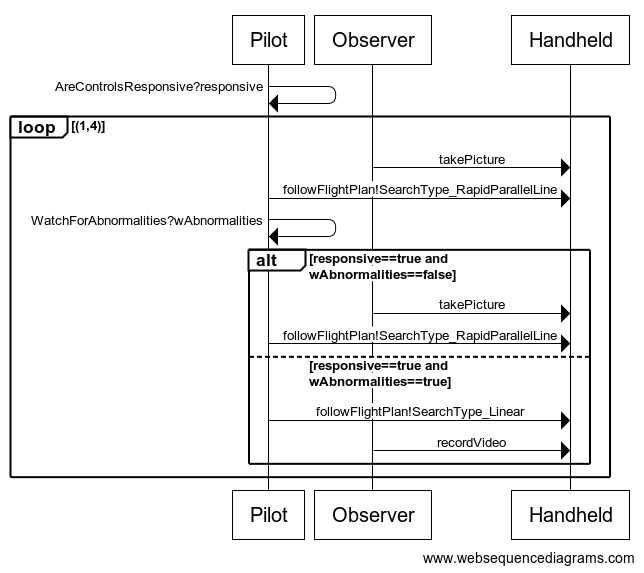 Pilot
Observer
Handheld
AreControlsResponsive?responsive
loop
[(1,4)]
takePicture
followFlightPlan!SearchType_RapidParallelLine
WatchForAbnormalities?wAbnormalities
alt
[responsive==true and
wAbnormalities==false]
takePicture
followFlightPlan!SearchType_RapidParallelLine
[responsive==true and
wAbnormalities==true]
followFlightPlan!SearchType_Linear
recordVideo
Pilot
Observer
Handheld
www.websequencediagrams.com